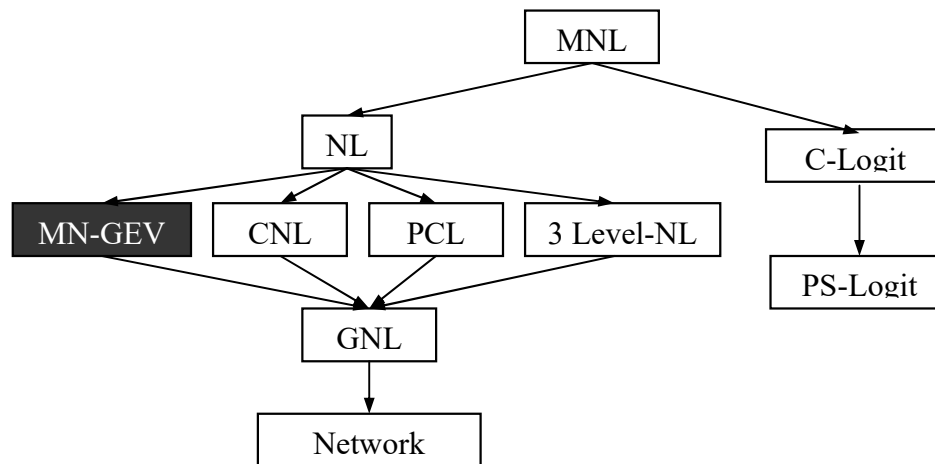 MNL
NL
C-Logit
MN-GEV
CNL
PCL
3 Level-NL
PS-Logit
GNL
Network